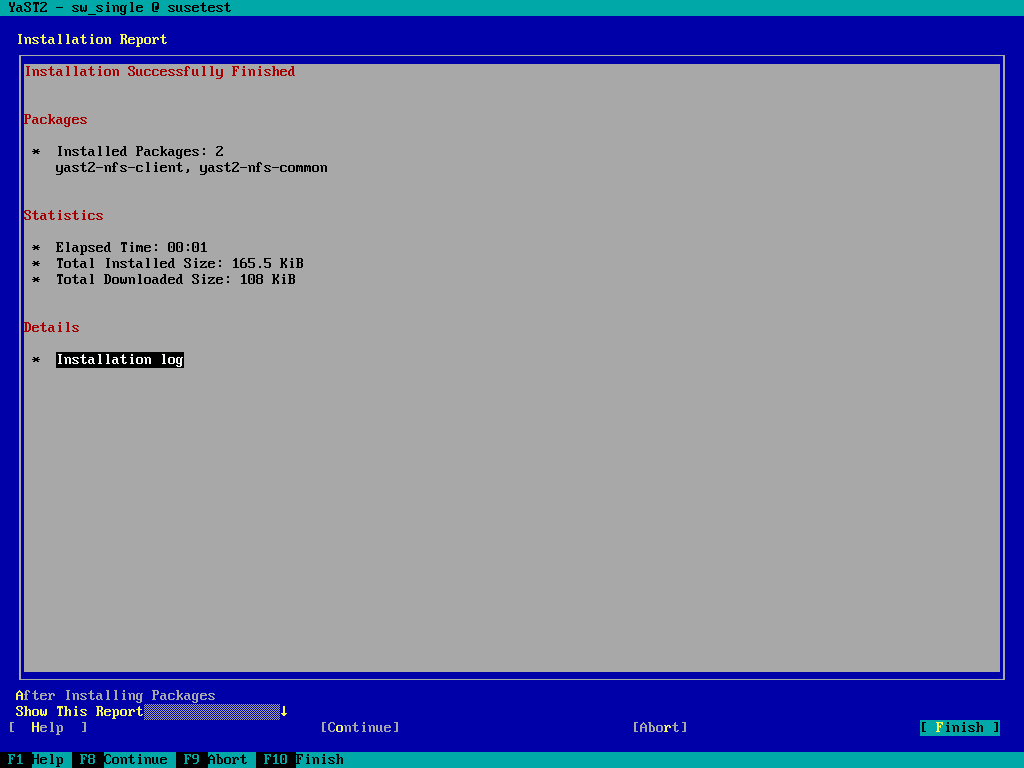 YaST2 - sw_single @ susetest
Installation Report
Installation Successfully Finished
Packages
* Installed Packages: 2
yast2-nfs-client, yast2-nfs-common
Statistics
* Elapsed Time: 00:01
* Total Installed Size: 165.5 KiB
* Total Downloaded Size: 108 KiB
Details
* Installation log
After Installing Packages
Show This Report↓
[ Help ] [Continue] [Abort] [ Finish ]
F1 Help F8 Continue F9 Abort F10 Finish